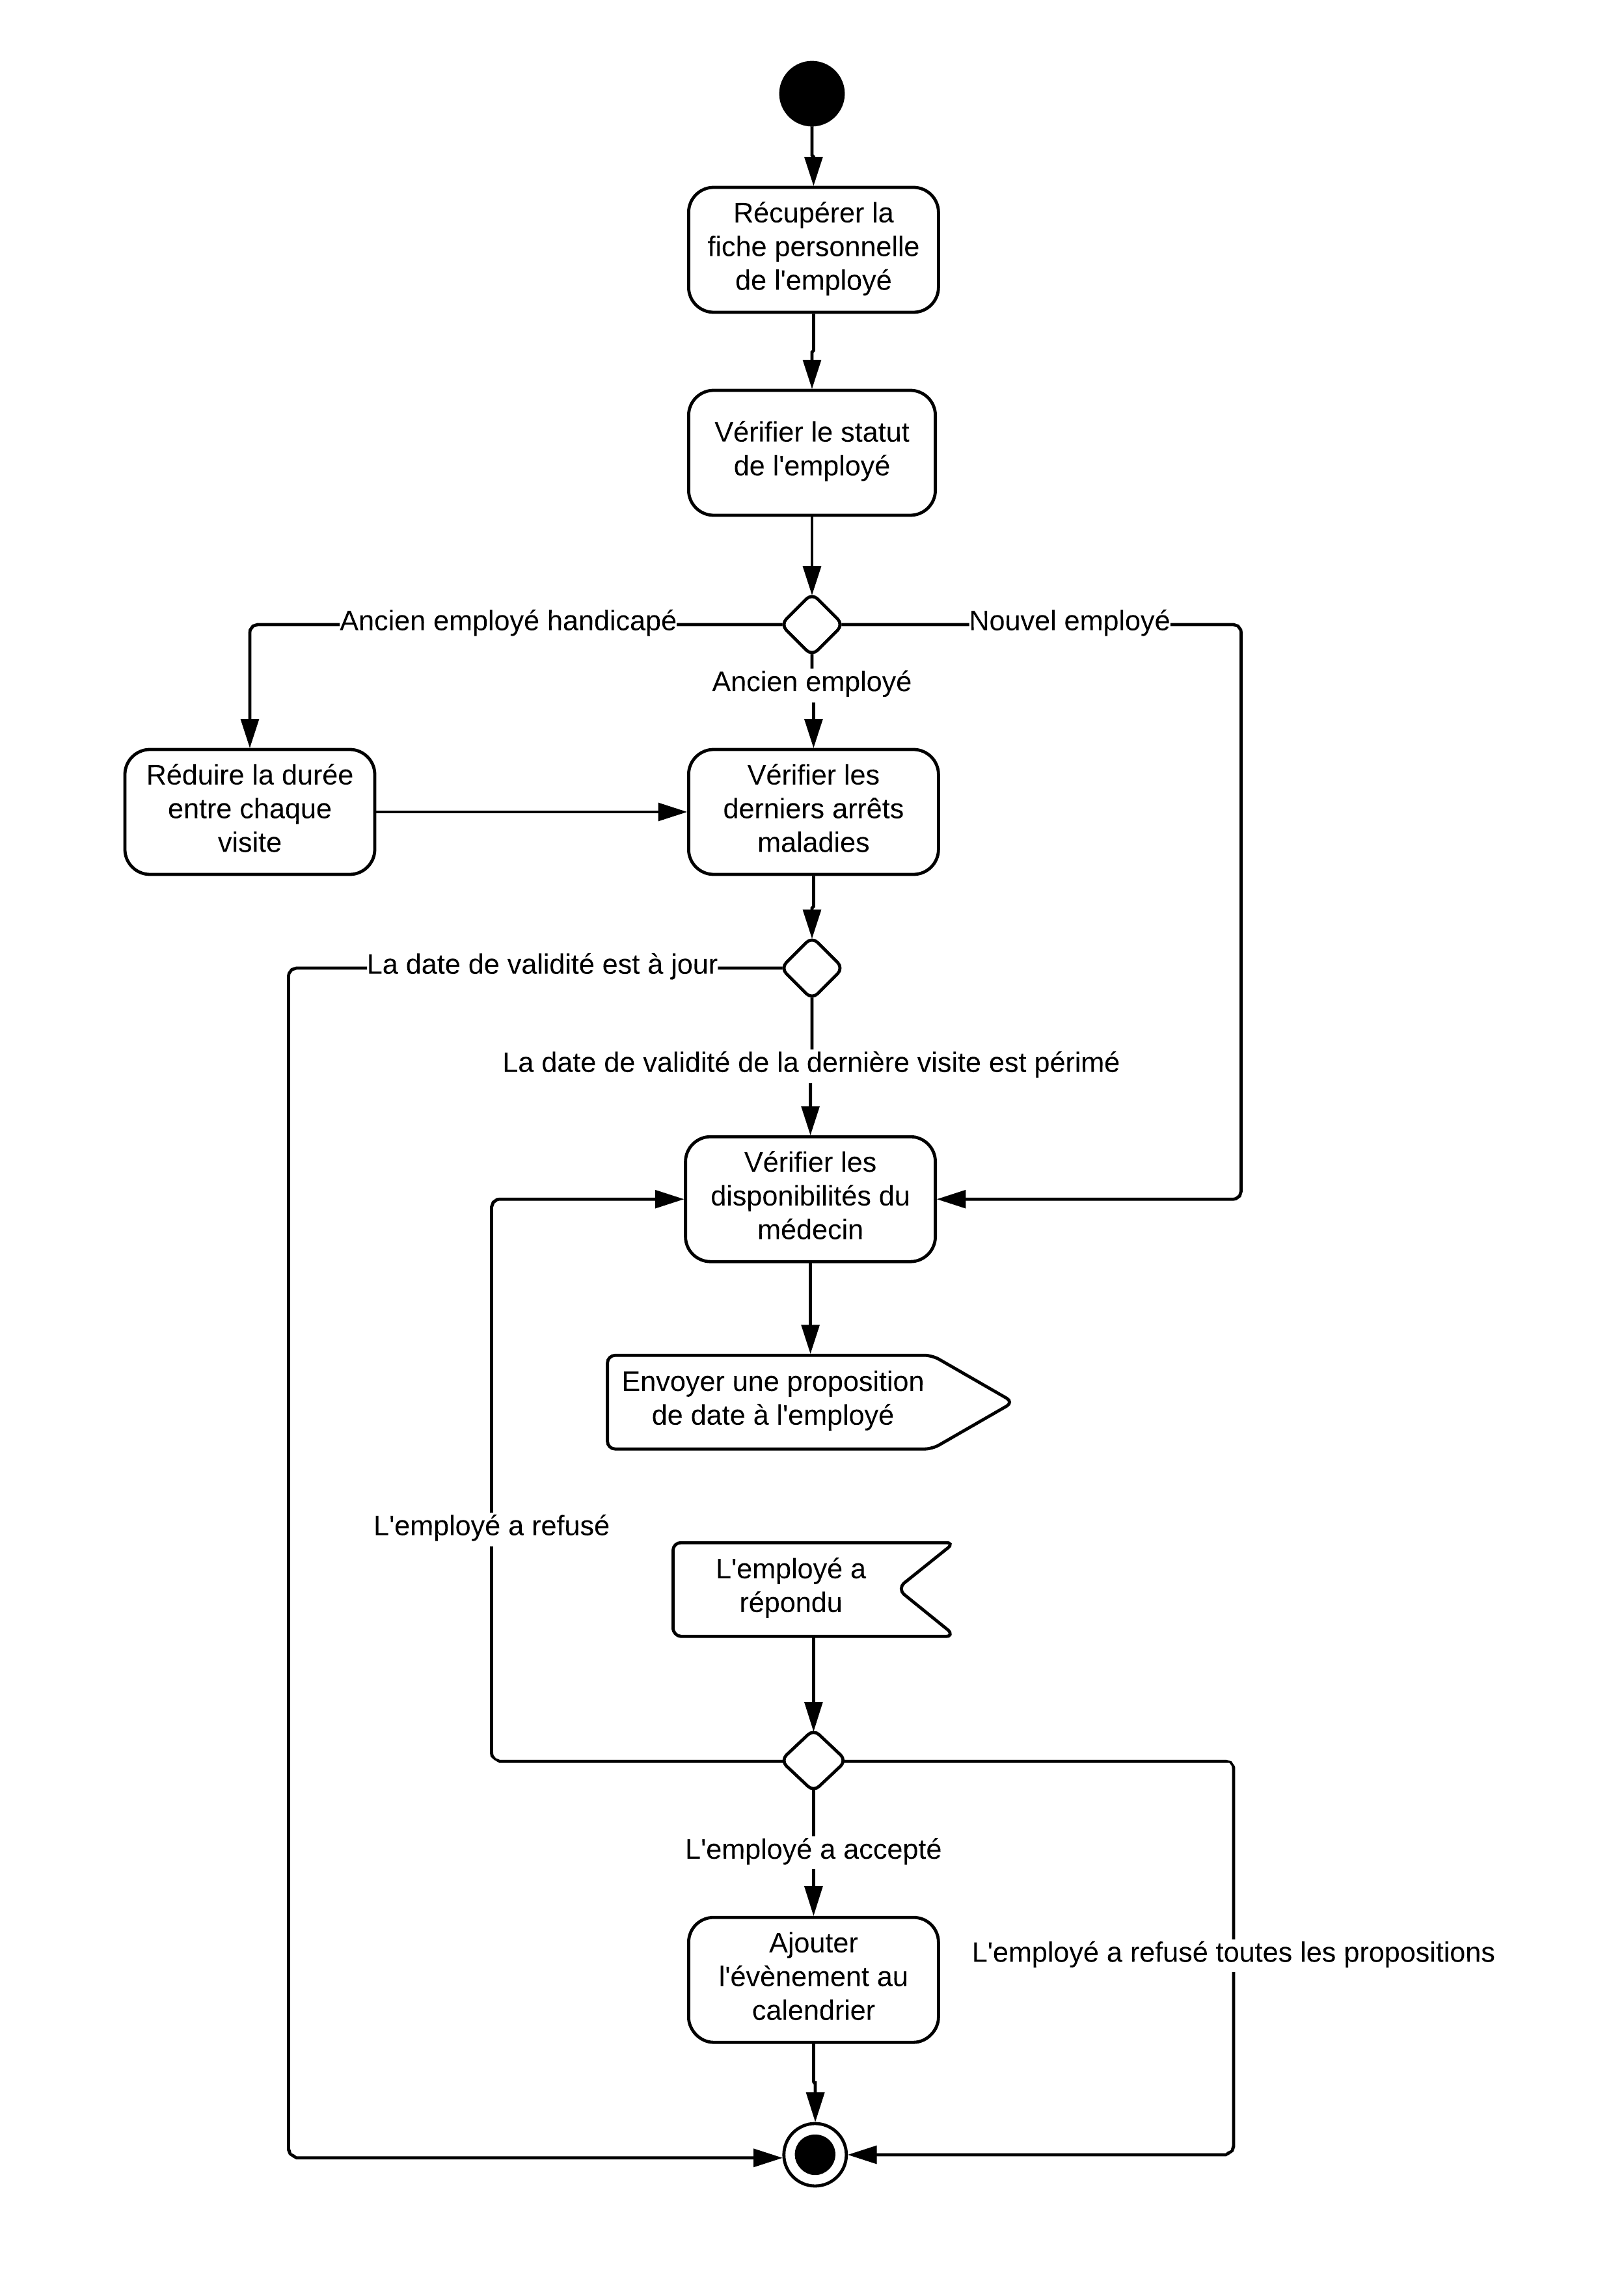 Récupérer la
fiche personnelle
de l'employé
Vérifier le statut
de l'employé
Ancien employé handicapé
Nouvel employé
Ancien employé
Réduire la durée
entre chaque
visite
Vérifier les
derniers arrêts
maladies
La date de validité est à jour
La date de validité de la dernière visite est périmé
Vérifier les
disponibilités du
médecin
Envoyer une proposition
de date à l'employé
L'employé a refusé
L'employé a
répondu
L'employé a accepté
Ajouter
l'évènement au
calendrier
L'employé a refusé toutes les propositions